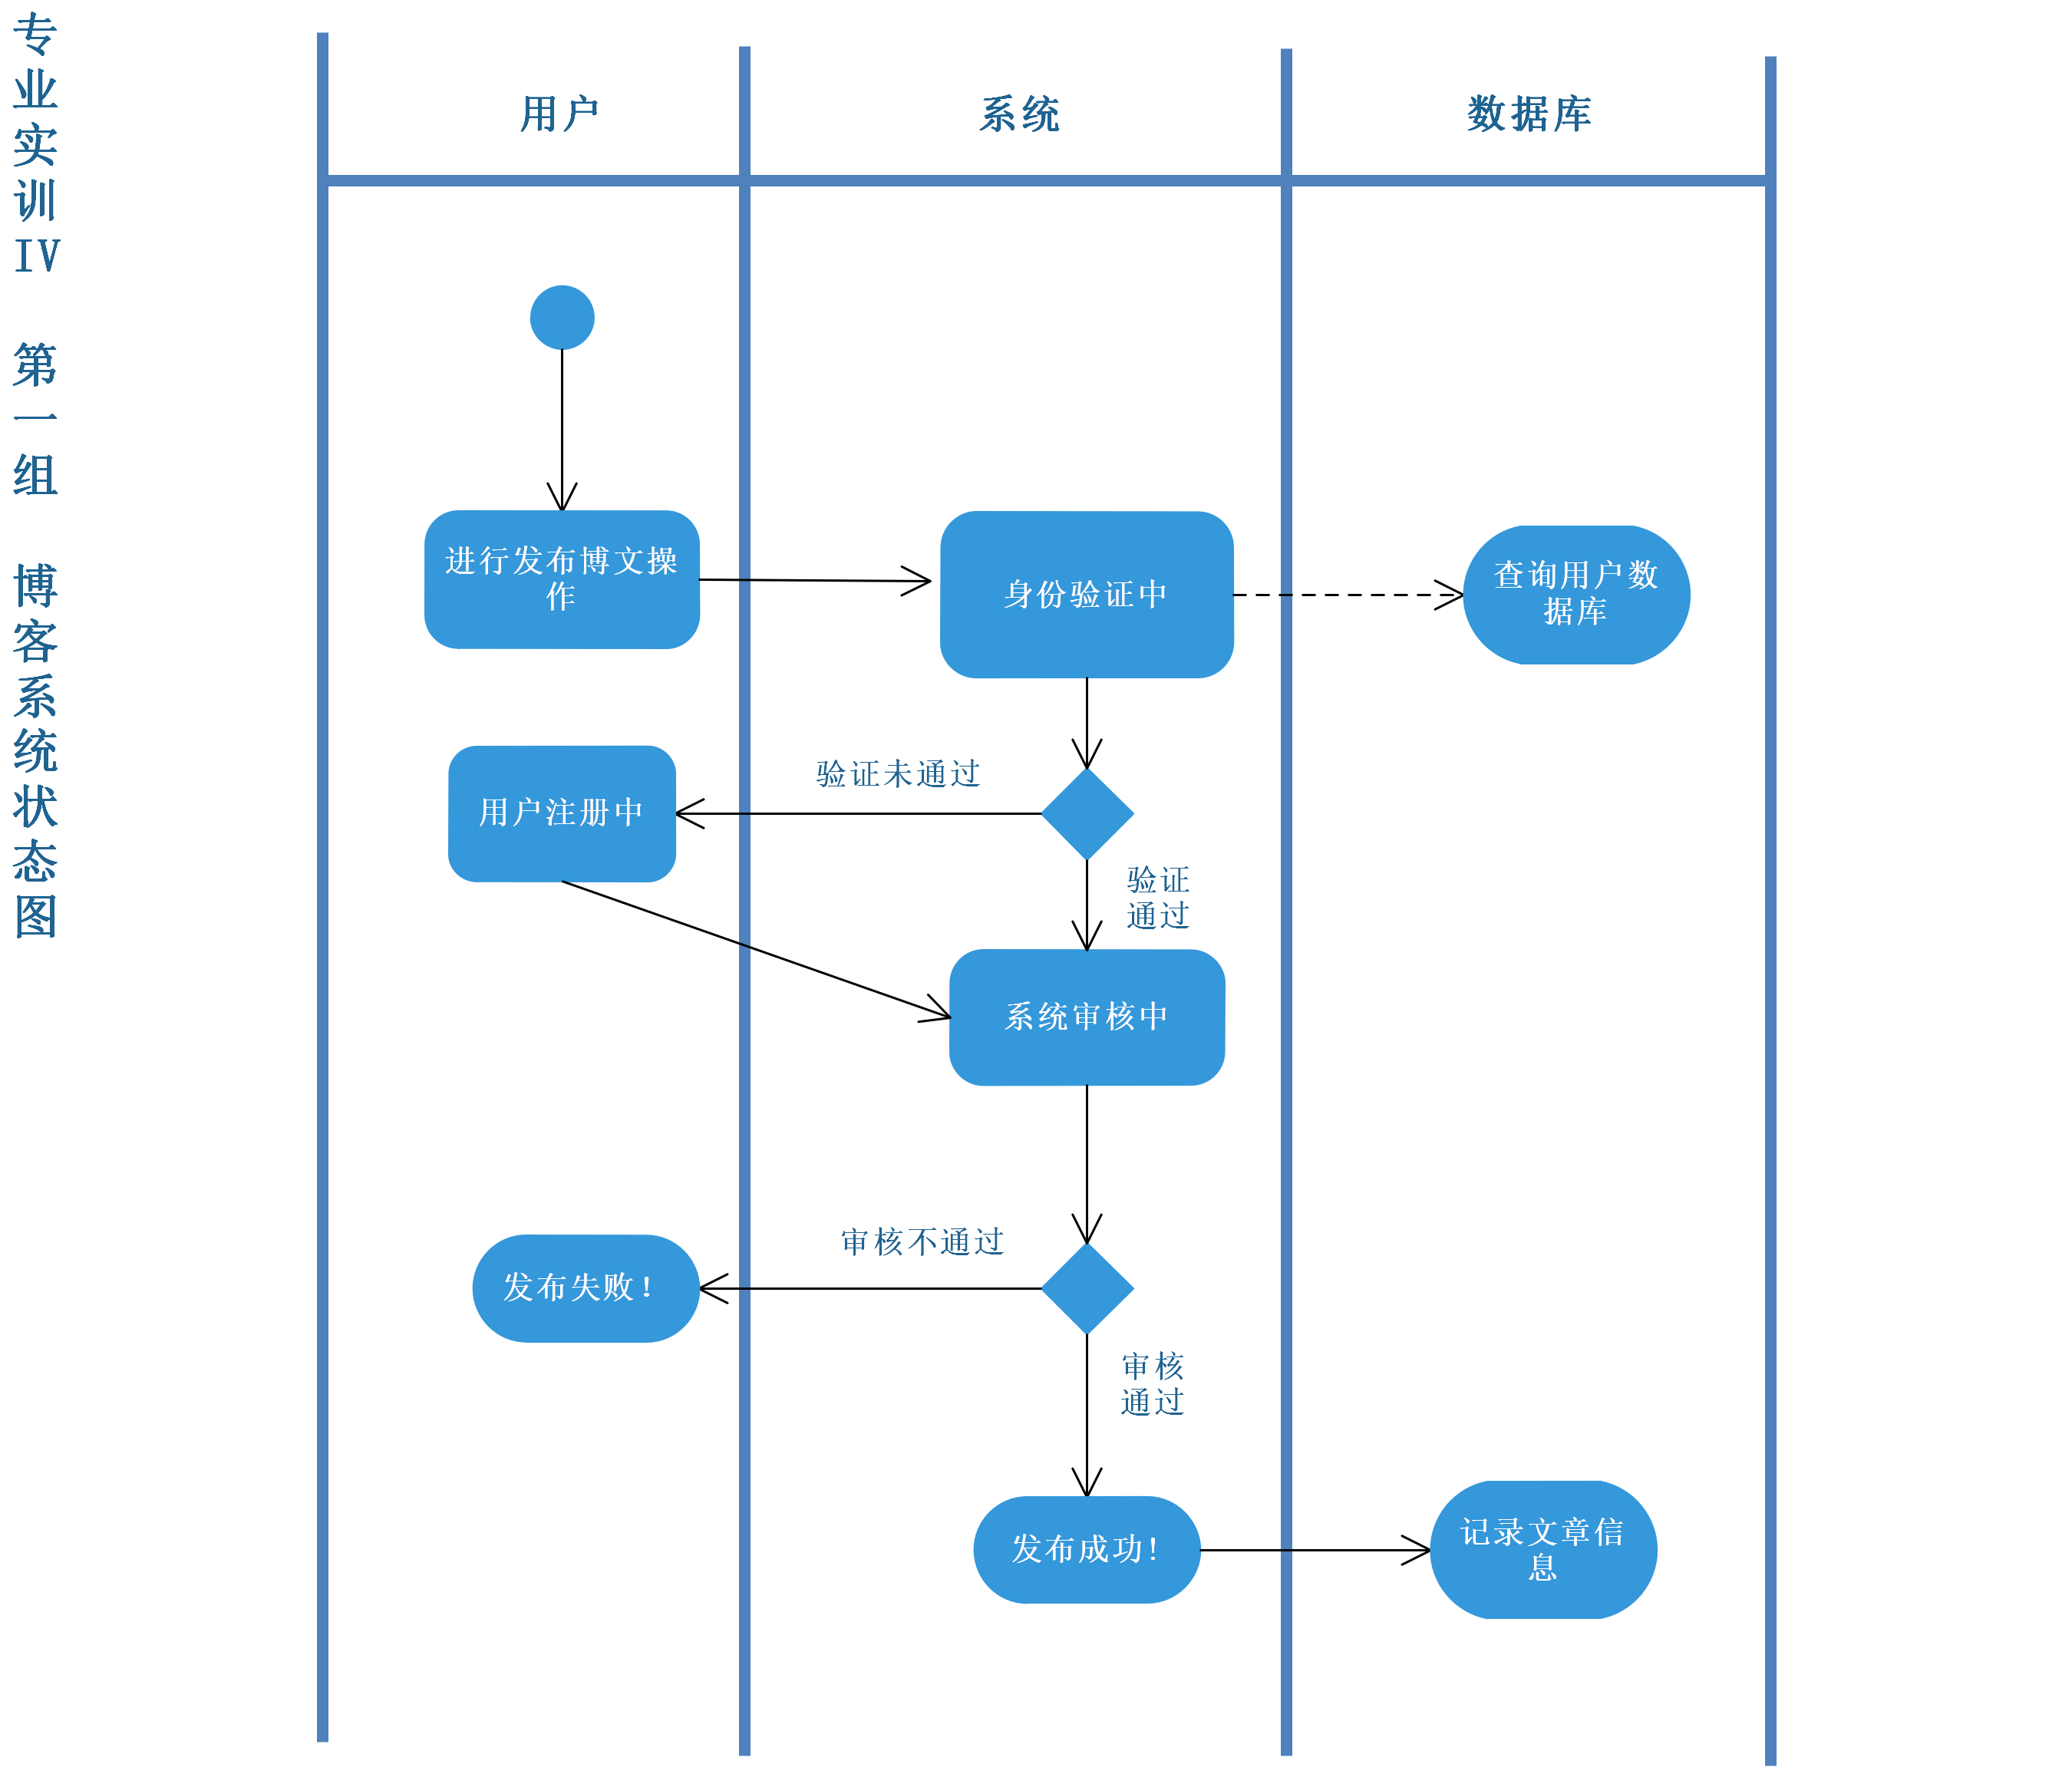 专业实训IV 第一组 博客系统状态图
用户
系统
数据库
进行发布博文操
作
身份验证中
查询用户数
据库
验证未通过
用户注册中
验证
通过
系统审核中
审核不通过
发布失败!
审核
通过
发布成功!
记录文章信
息